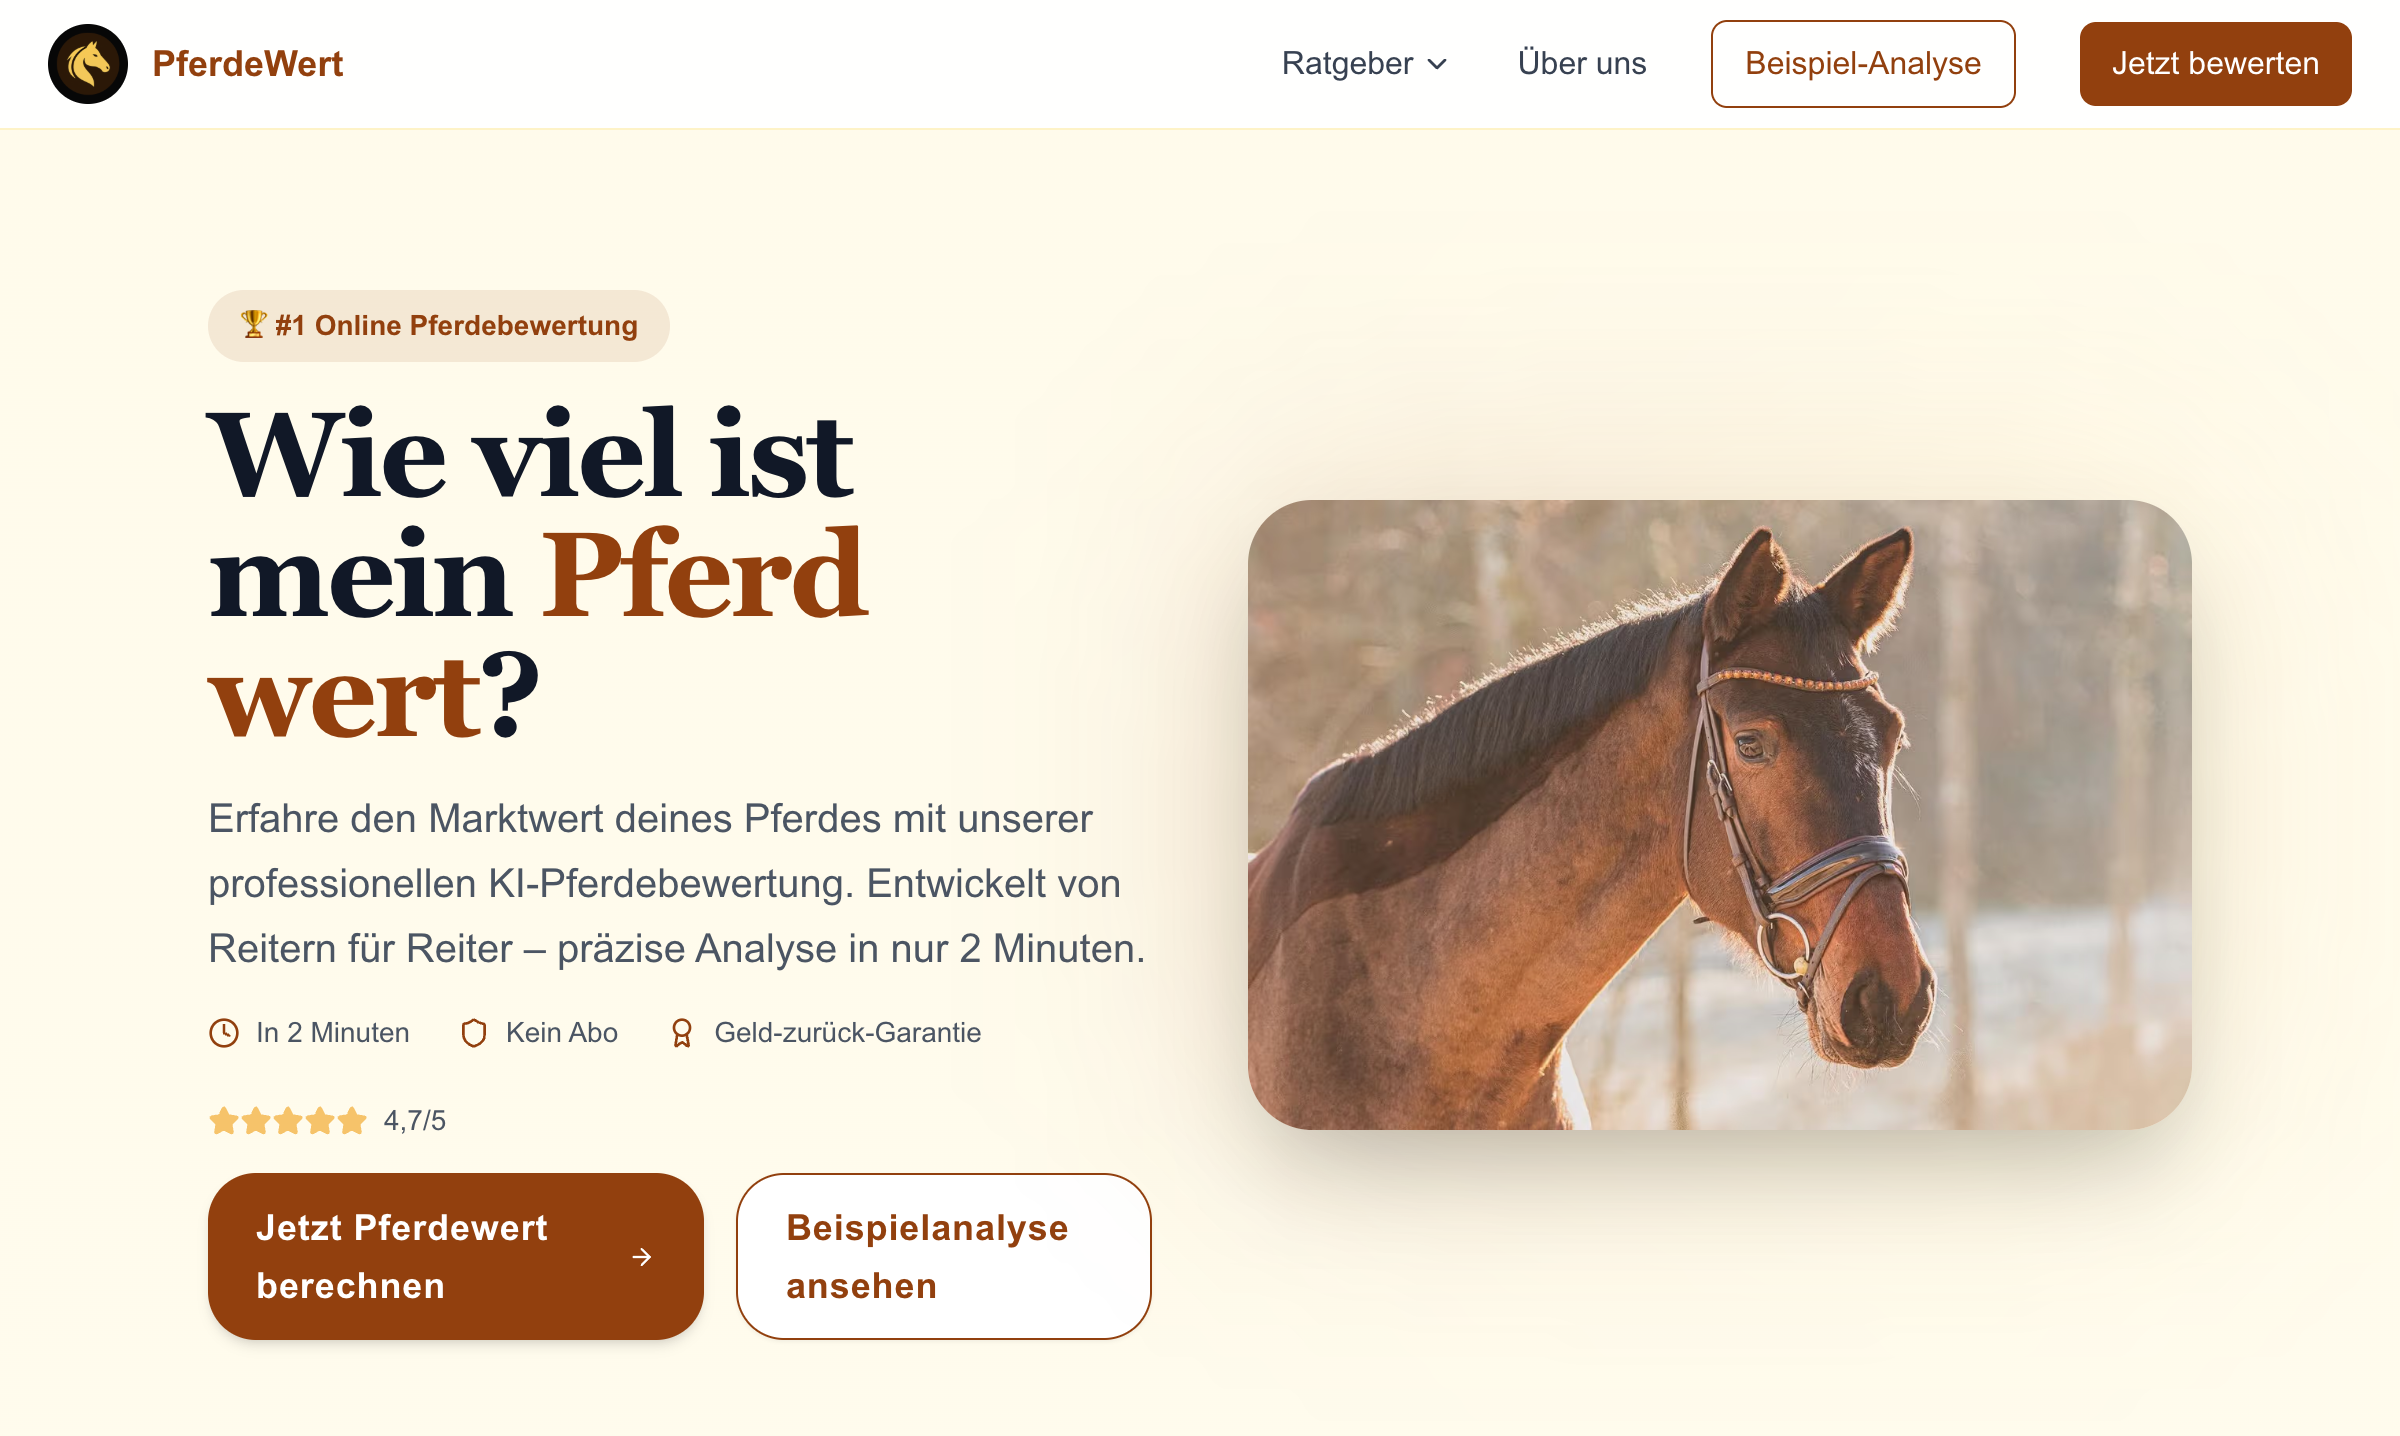 PferdeWert
Ratgeber
Über uns
Beispiel-Analyse
Jetzt bewerten
🏆 #1 Online Pferdebewertung
Wie viel ist
mein Pferd
wert?
Erfahre den Marktwert deines Pferdes mit unserer
professionellen KI-Pferdebewertung. Entwickelt von
Reitern für Reiter – präzise Analyse in nur 2 Minuten.
In 2 Minuten
Kein Abo
Geld-zurück-Garantie
4,7/5
Jetzt Pferdewert
berechnen
Beispielanalyse
ansehen